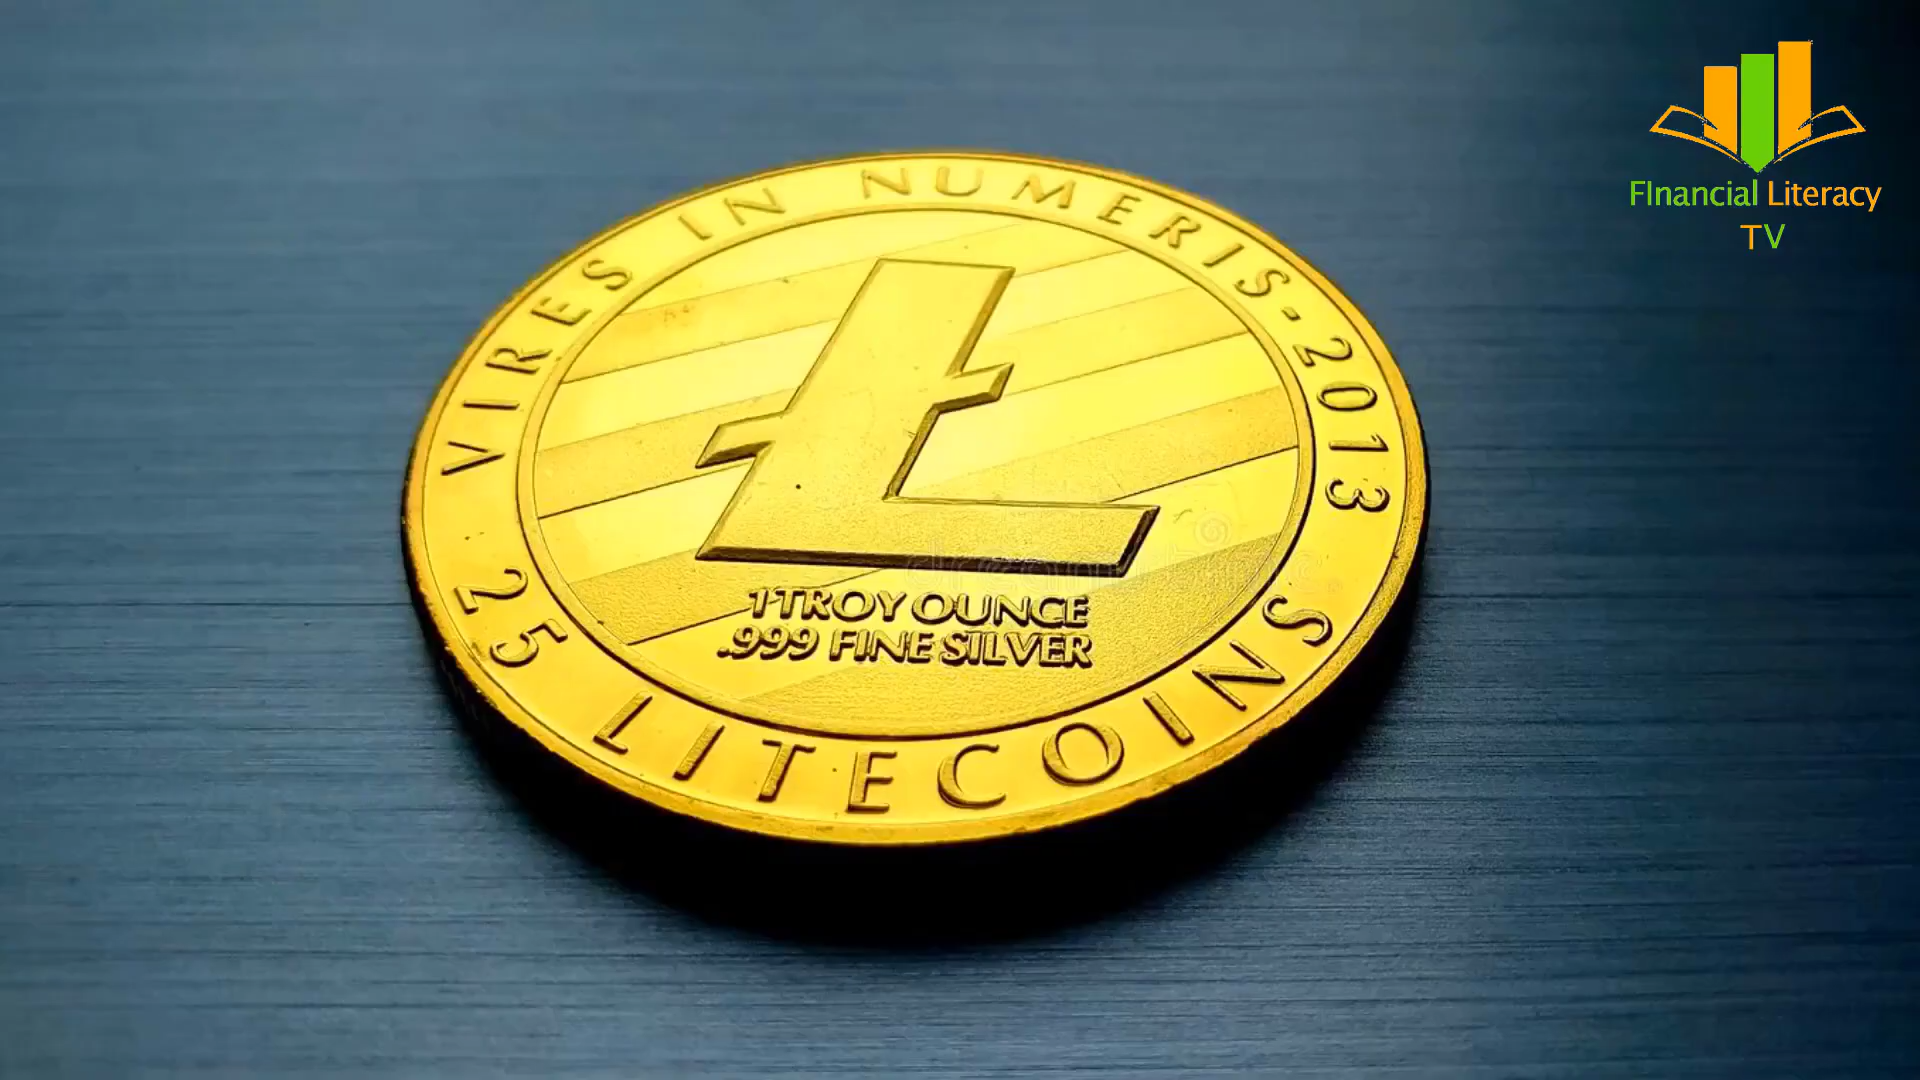 VIRES IN NUMERIS-2013
Ł
1 TROY OUNCE
.999 FINE SILVER
25 LITECOINS
FInancial Literacy
TV